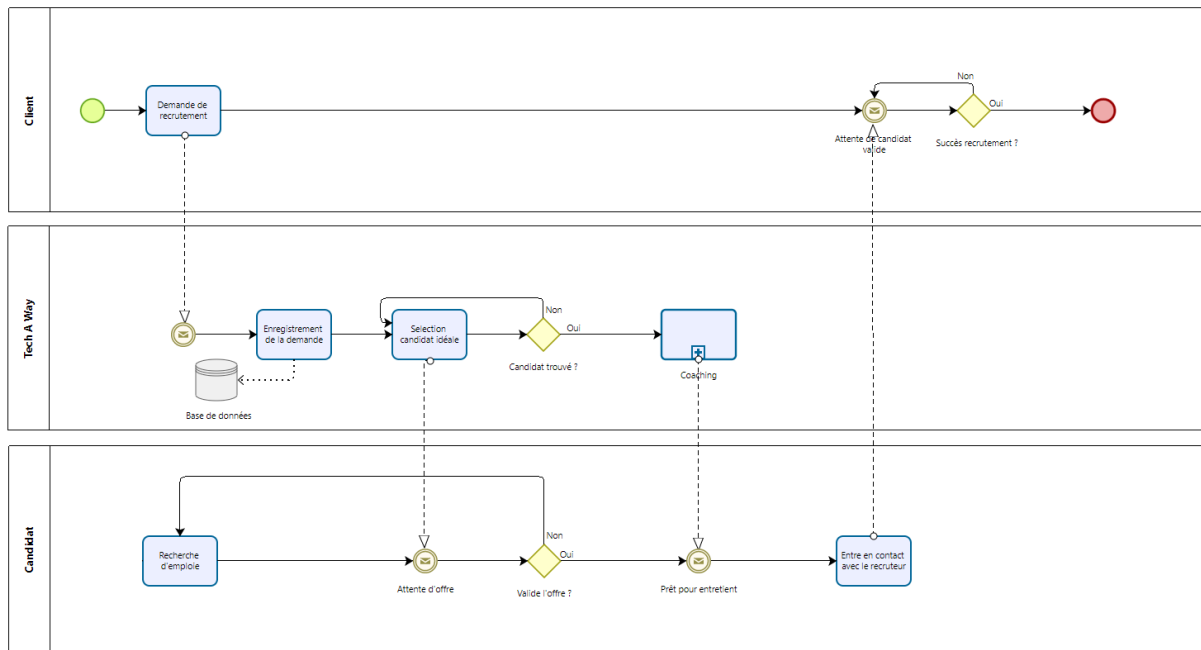 Client
Demande de
recrutement
Attente de candidat
valide
Non
Oui
Succès recrutement ?
Tech A Way
Enregistrement
de la demande
Base de données
Selection
candidat idéale
Non
Oui
Candidat trouvé ?
Coaching
Candidat
Recherche
d'emploie
Attente d'offre
Non
Oui
Valide l'offre ?
Prêt pour entretient
Entre en contact
avec le recruteur